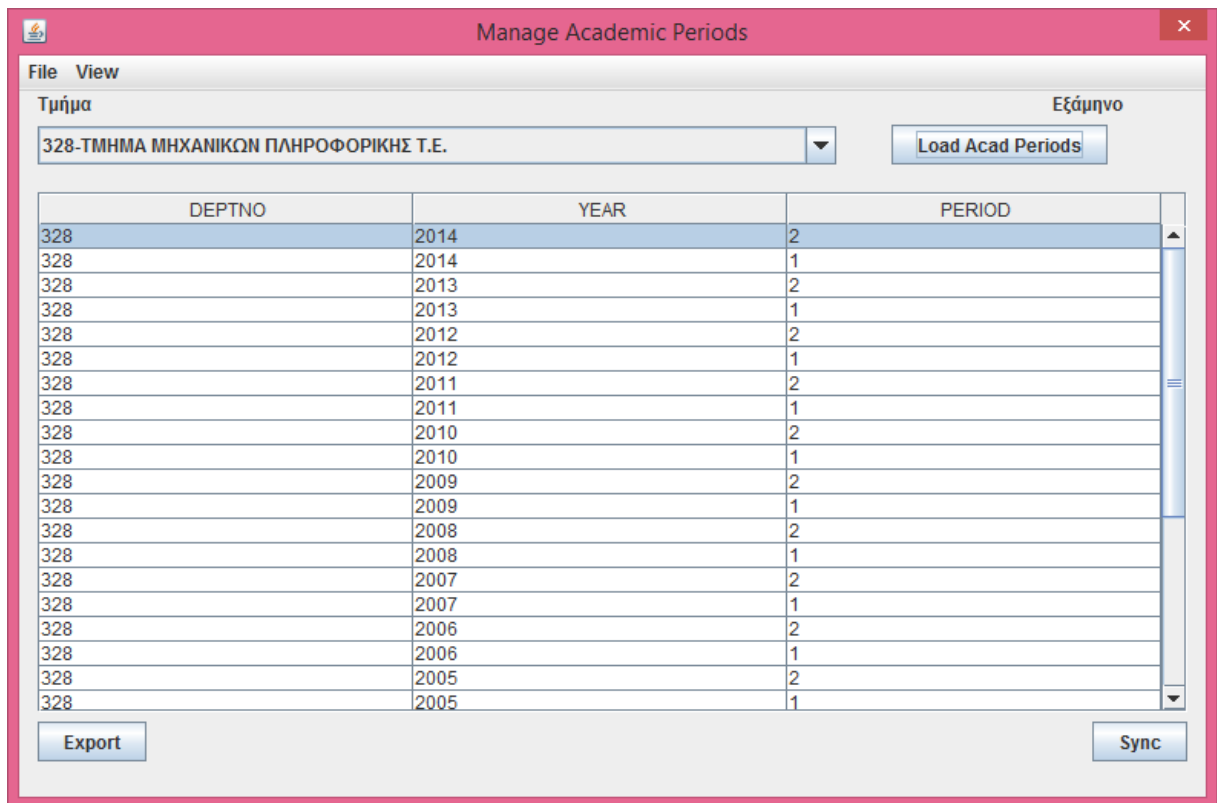 Manage Academic Periods
File View
Τμήμα Εξάμηνο
328-ΤΜΗΜΑ ΜΗΧΑΝΙΚΩΝ ΠΛΗΡΟΦΟΡΙΚΗΣ Τ.Ε. Load Acad Periods
DEPTNO YEAR PERIOD
328 2014 2
328 2014 1
328 2013 2
328 2013 1
328 2012 2
328 2012 1
328 2011 2
328 2011 1
328 2010 2
328 2010 1
328 2009 2
328 2009 1
328 2008 2
328 2008 1
328 2007 2
328 2007 1
328 2006 2
328 2006 1
328 2005 2
328 2005 1
Export Sync